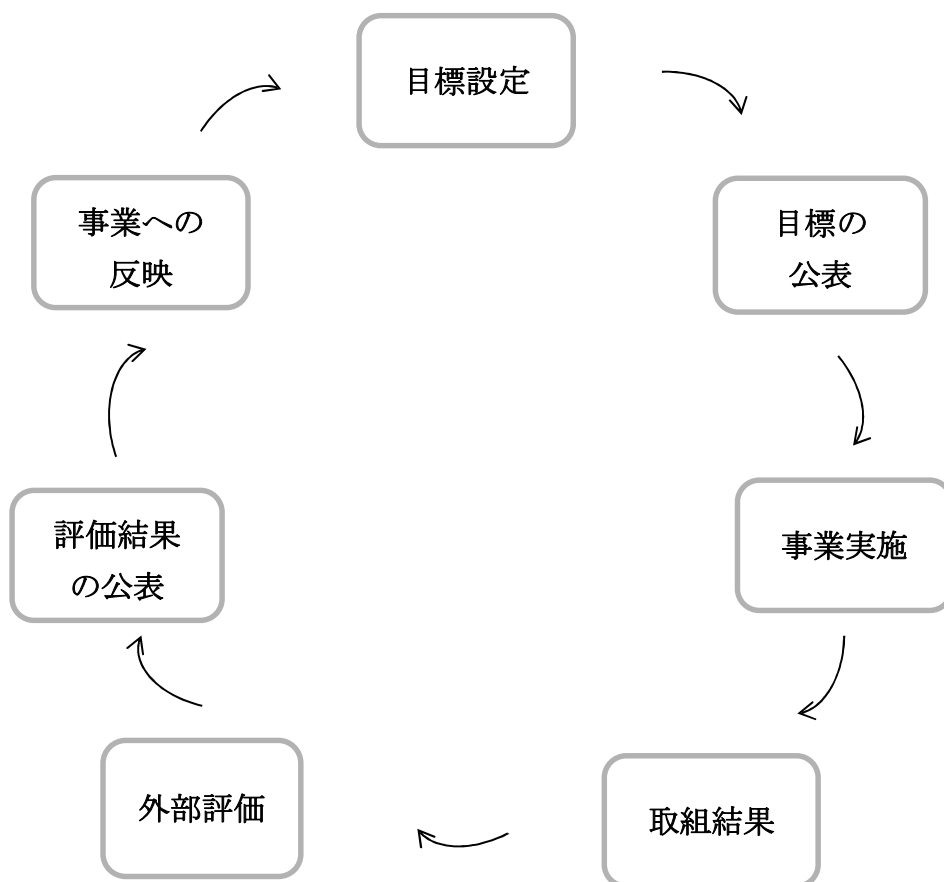 目標設定
目標の
公表
事業実施
取組結果
外部評価
評価結果
の公表
事業への
反映